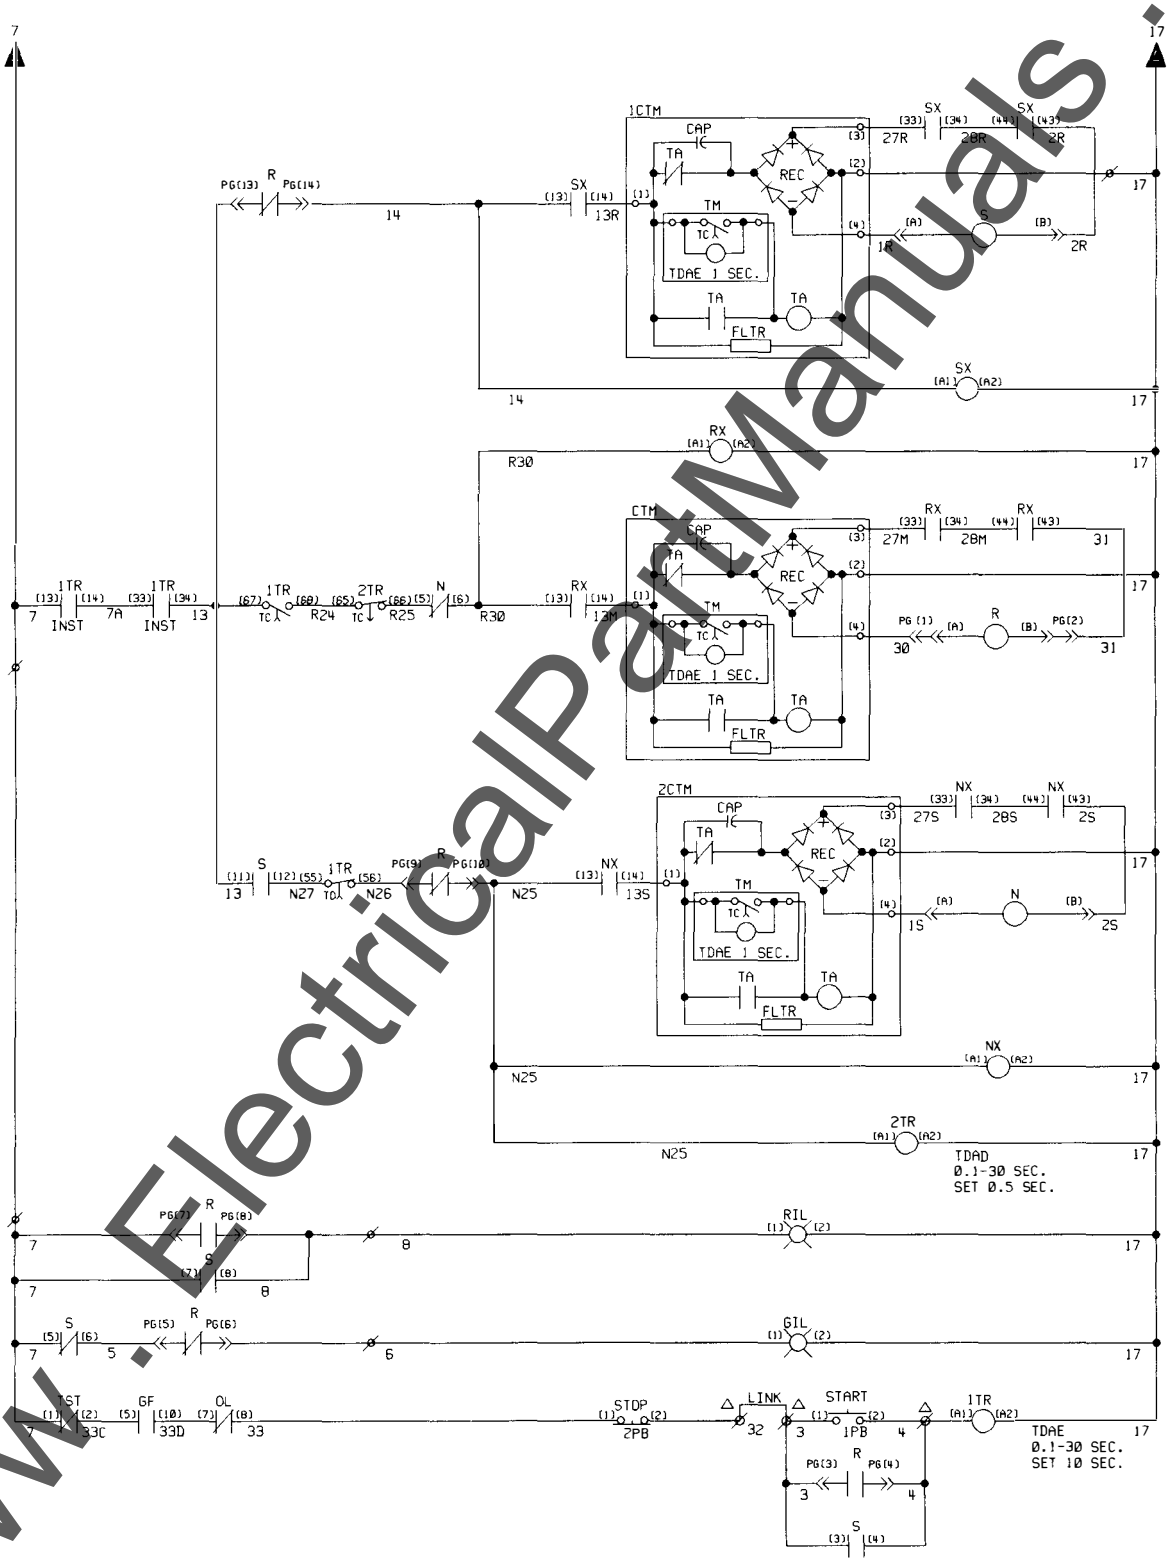 7
17
1CTM
CAP
TA
REC
+
−
TM
TC
TDAE 1 SEC.
TA
TA
FLTR
(3)
(2)
(4)
(33) SX (34) (44) SX (43)
27R 28R 2R
17
PG(13) R PG(14)
14
(13) SX (14) (1)
13R
(A) S (B)
1R 2R
SX
(A1) (A2)
14 17
RX
(A1) (A2)
R30 17
CTM
CAP
TA
REC
+
−
TM
TC
TDAE 1 SEC.
TA
TA
FLTR
(3)
(2)
(4)
(33) RX (34) (44) RX (43)
27M 28M 31
17
(13) 1TR (14) (33) 1TR (34)
7 INST 7A INST 13
(67) 1TR (68) (65) 2TR (66) (5) N (6)
TC R24 TC R25 R30
(13) RX (14) (1)
13M
PG(1) (A) R (B) PG(2)
30 31
2CTM
CAP
TA
REC
+
−
TM
TC
TDAE 1 SEC.
TA
TA
FLTR
(3)
(2)
(4)
(33) NX (34) (44) NX (43)
27S 28S 2S
17
(11) S (12) (55) 1TR (56) PG(9) R PG(10)
13 N27 TO N26 N25
(13) NX (14) (1)
13S
(A) N (B)
1S 2S
NX
(A1) (A2)
N25 17
2TR
(A1) (A2)
N25 17
TDAD
0.1-30 SEC.
SET 0.5 SEC.
PG(7) R PG(8)
7 8
RIL
(1) (2)
17
(7) S (8)
7 8
(5) S (6) PG(5) R PG(6)
7 5 6
GIL
(1) (2)
17
(1) TST (2) (5) GF (10) (7) OL (8)
7 33C 33D 33
STOP
(1) (2)
2PB
LINK
32 3
START
(1) (2)
1PB 4
1TR
(A1) (A2)
17
TDAE
0.1-30 SEC.
SET 10 SEC.
PG(3) R PG(4)
3 4
(3) S (4)
w . ElectricalPartManuals .